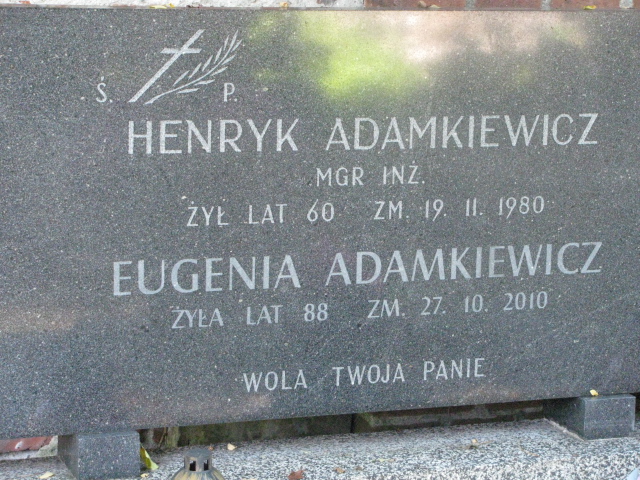 Ś. P.
HENRYK ADAMKIEWICZ
MGR INŻ.
ŻYŁ LAT 60 ZM. 19. 11. 1980
EUGENIA ADAMKIEWICZ
ŻYŁA LAT 88 ZM. 27. 10. 2010
WOLA TWOJA PANIE